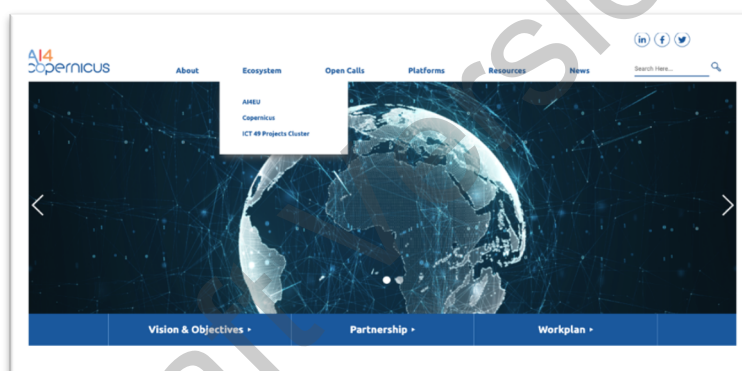 AI4
copernicus
About Ecosystem Open Calls Platforms Resources News Search Here...
AI4EU
Copernicus
ICT 49 Projects Cluster
Vision & Objectives Partnership Workplan